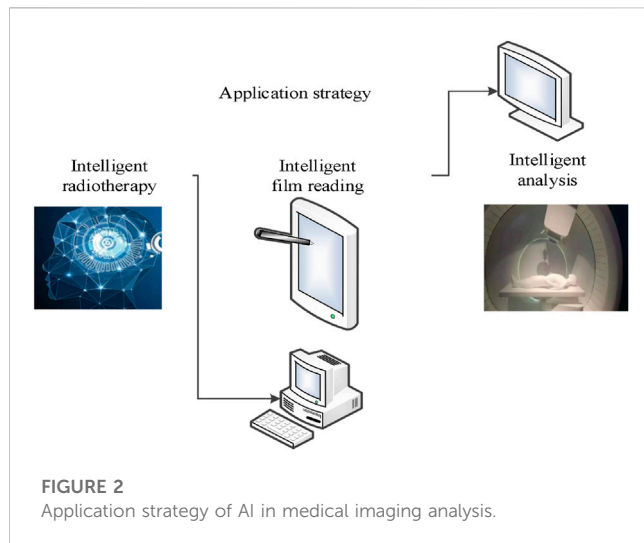 Application strategy
Intelligent
radiotherapy
Intelligent
film reading
Intelligent
analysis
FIGURE 2
Application strategy of AI in medical imaging analysis.